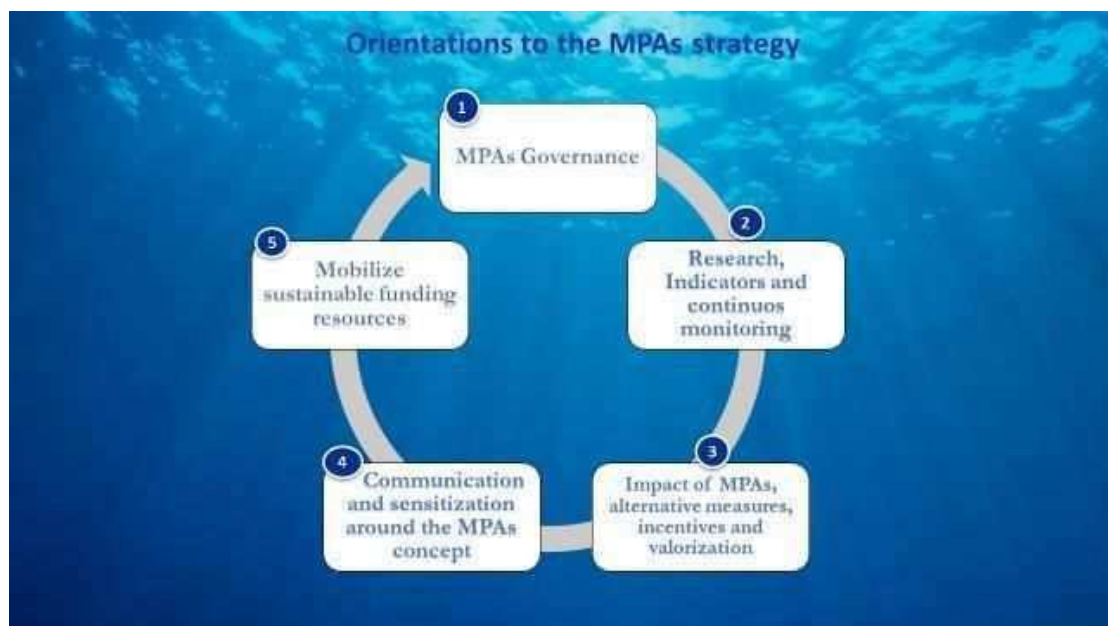 Orientations to the MPAs strategy
1
MPAs Governance
2
Research,
Indicators and
continuos
monitoring
3
Impact of MPAs,
alternative measures,
incentives and
valorization
4
Communication
and sensitization
around the MPAs
concept
5
Mobilize
sustainable funding
resources